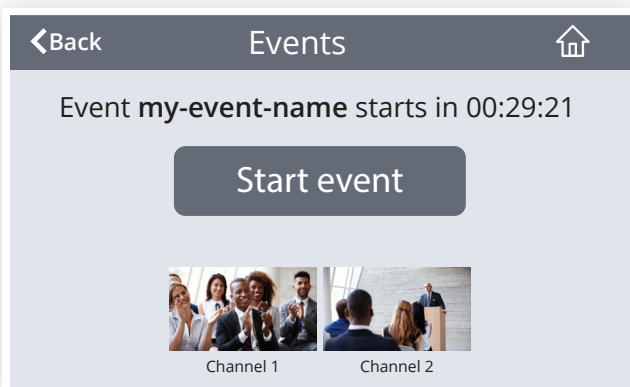 Back
Events
Event my-event-name starts in 00:29:21
Start event
Channel 1
Channel 2